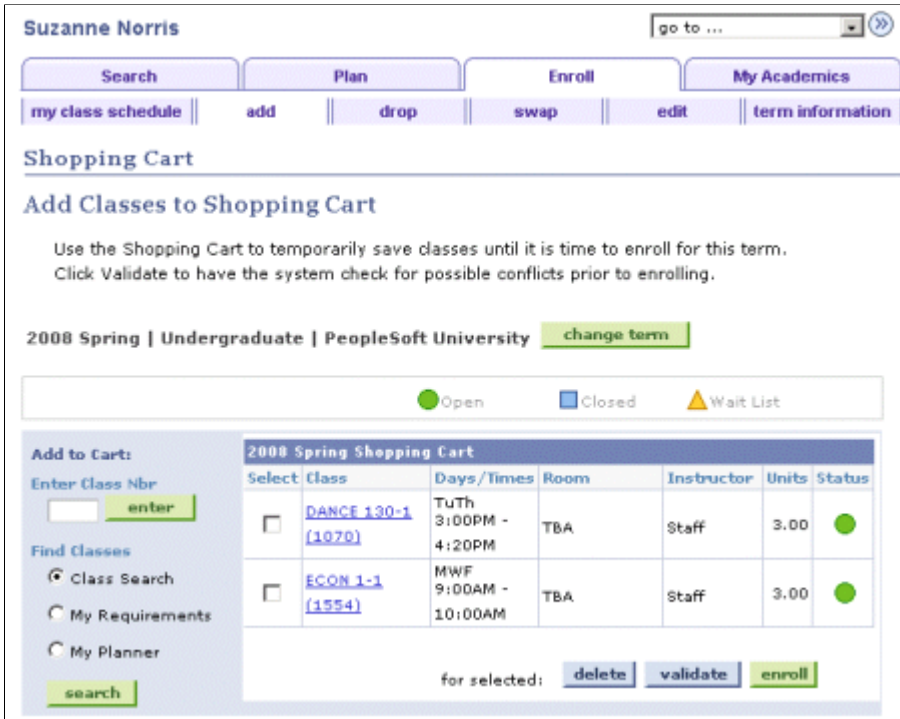 Suzanne Norris
go to ...
Search Plan Enroll My Academics
my class schedule add drop swap edit term information
Shopping Cart
Add Classes to Shopping Cart
Use the Shopping Cart to temporarily save classes until it is time to enroll for this term.
Click Validate to have the system check for possible conflicts prior to enrolling.
2008 Spring | Undergraduate | PeopleSoft University change term
Open Closed Wait List
Add to Cart:
Enter Class Nbr
enter
Find Classes
Class Search
My Requirements
My Planner
search
2008 Spring Shopping Cart
Select Class Days/Times Room Instructor Units Status
DANCE 130-1
(1070)
TuTh
3:00PM -
4:20PM
TBA
Staff
3.00
ECON 1-1
(1554)
MWF
9:00AM -
10:00AM
TBA
Staff
3.00
for selected: delete validate enroll